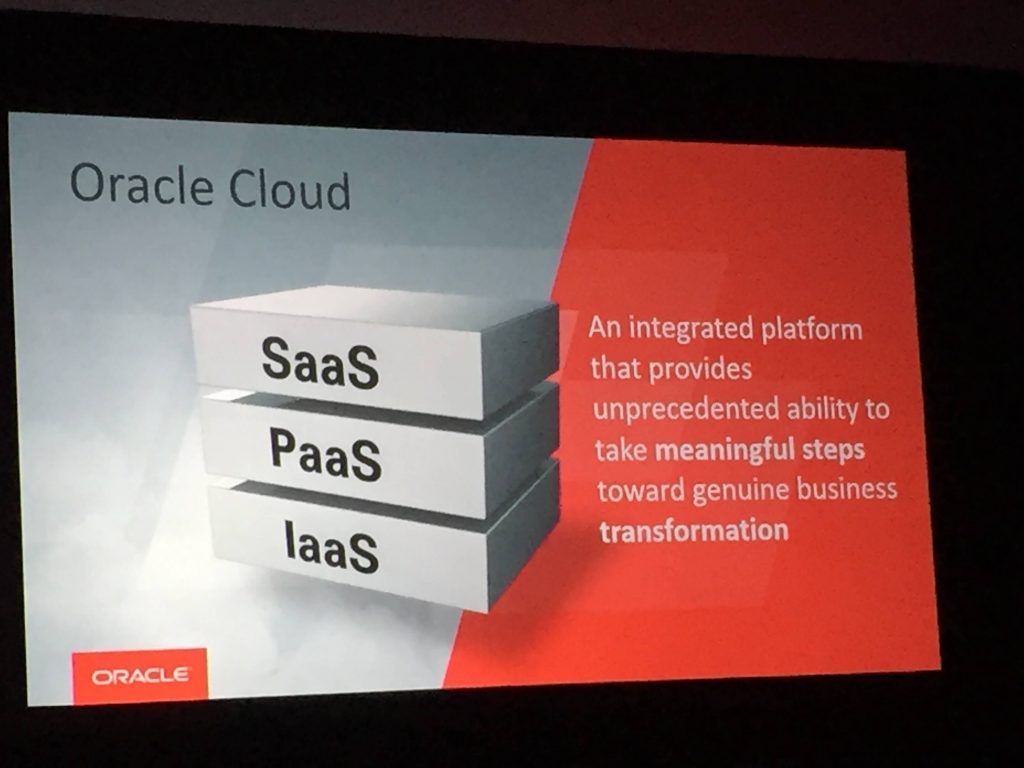 Oracle Cloud
SaaS
PaaS
IaaS
An integrated platform
that provides
unprecedented ability to
take meaningful steps
toward genuine business
transformation
ORACLE